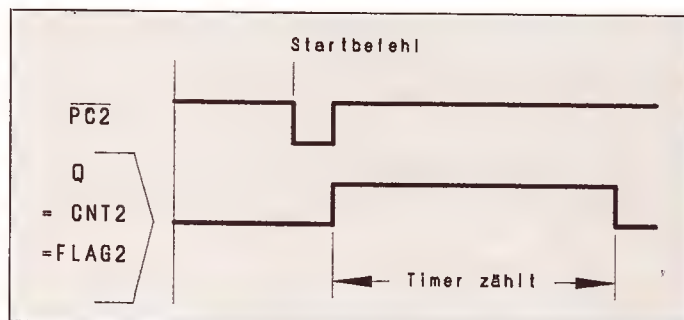 Startbefehl
PC2
Q
= CNT2
=FLAG2
Timer zählt